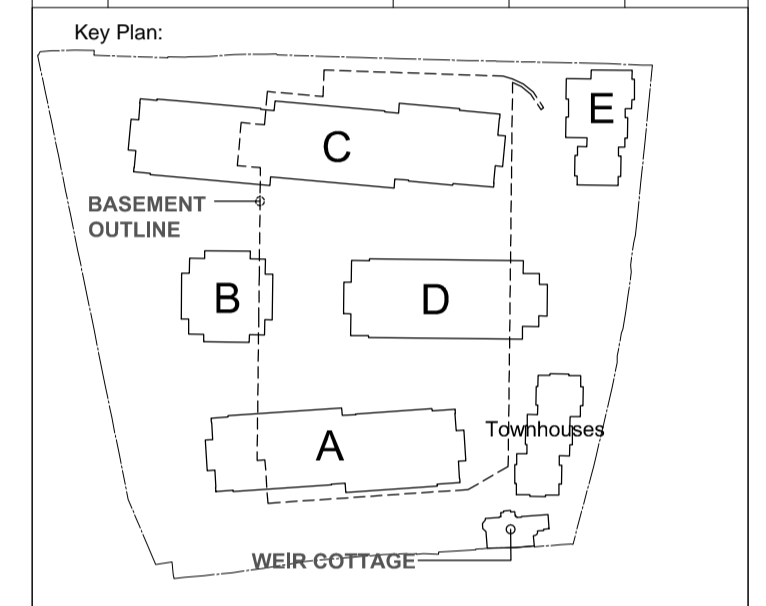 Key Plan:
E
C
BASEMENT
OUTLINE
B
D
A
Townhouses
WEIR COTTAGE